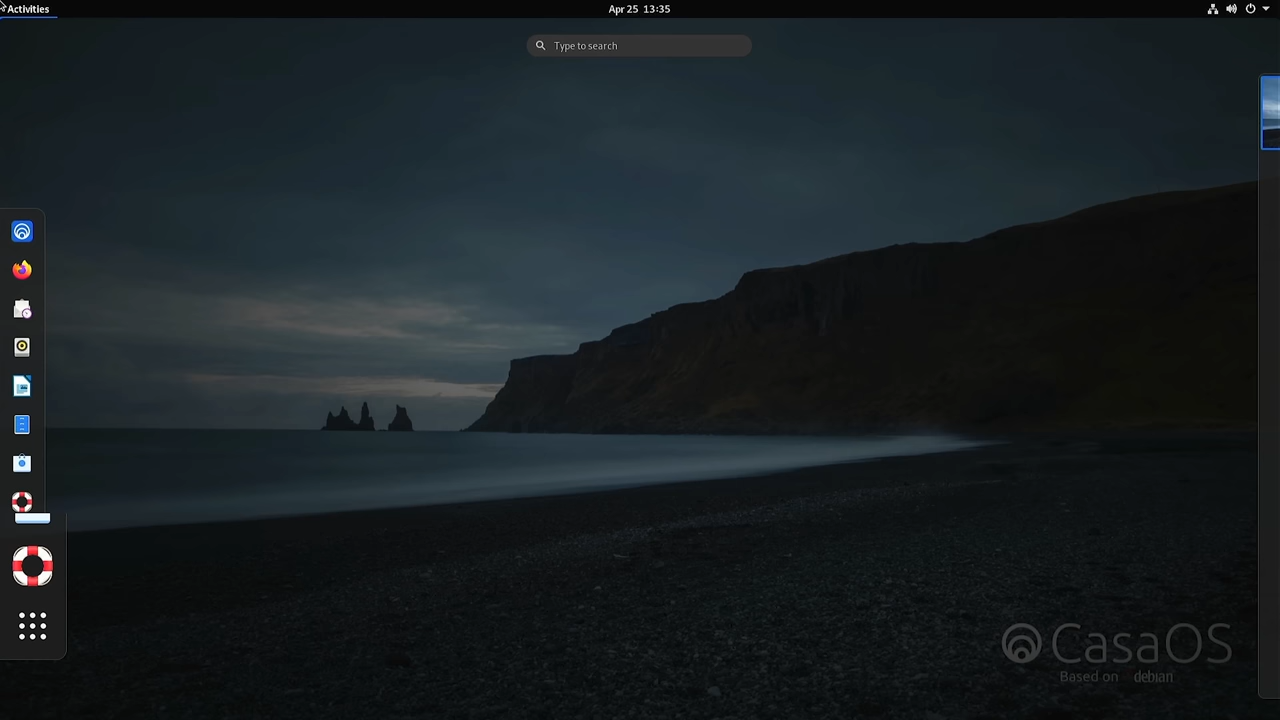 Activities
Apr 25 13:35
Type to search
CasaOS
Based on debian